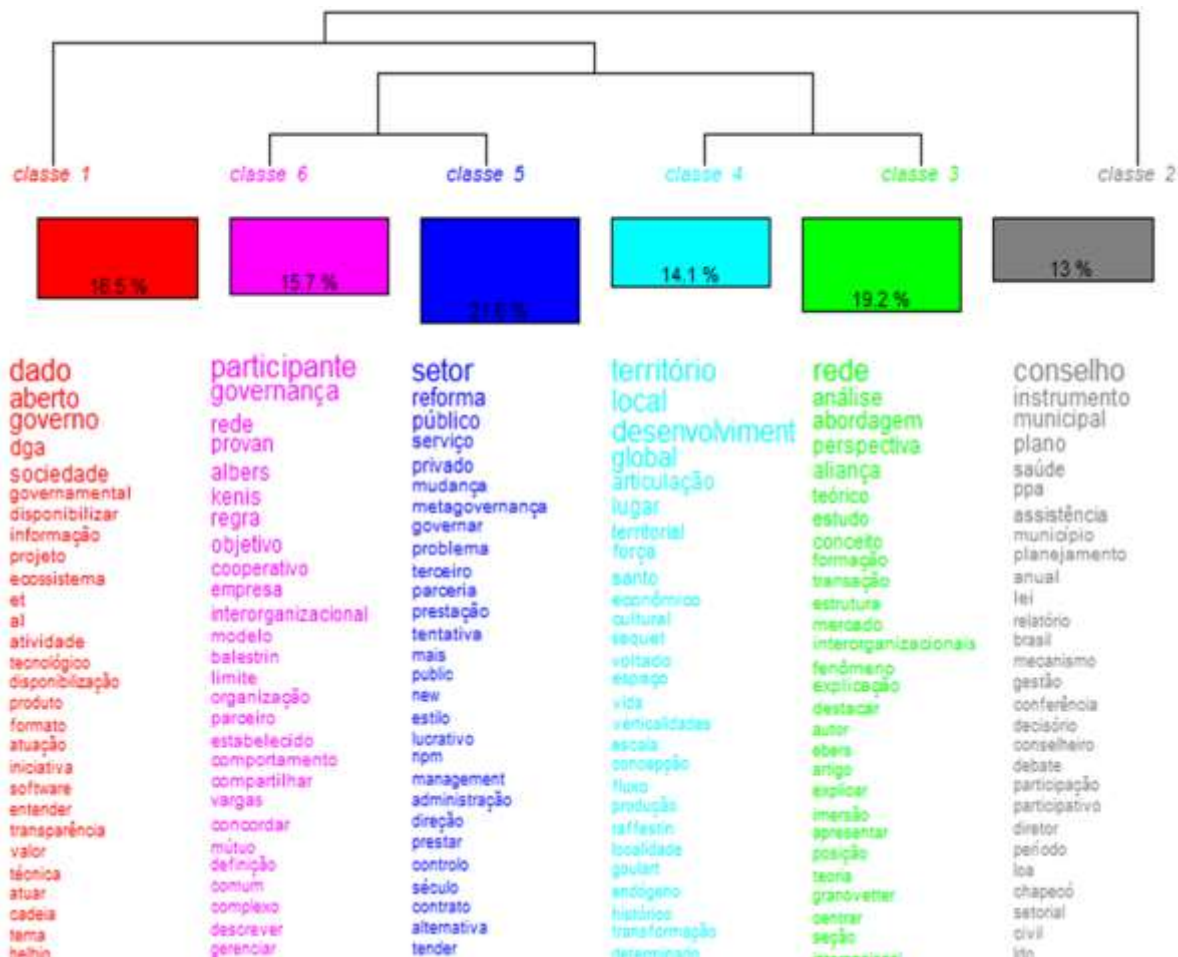 classe 1
classe 6
classe 5
classe 4
classe 3
classe 2
16.5 %
15.7 %
14.1 %
19.2 %
13 %
dado
aberto
governo
dga
sociedade
governamental
disponibilizar
informação
projeto
ecossistema
et
al
atividade
tecnológico
disponibilização
produto
formato
atuação
iniciativa
software
entender
transparência
valor
técnica
atuar
cadeia
tema
participante
governança
rede
provan
albers
kenis
regra
objetivo
cooperativo
empresa
interorganizacional
modelo
balestrin
limite
organização
parceiro
estabelecido
comportamento
compartilhar
vargas
concordar
mútuo
definição
comum
complexo
descrever
gerenciar
setor
reforma
público
serviço
privado
mudança
metagovernança
governar
problema
terceiro
parceria
prestação
tentativa
mais
public
new
estilo
lucrativo
npm
management
administração
direção
prestar
controlo
século
contrato
alternativa
tender
território
local
desenvolviment
global
articulação
lugar
territorial
força
santo
econômico
cultural
saquet
voltado
espaço
vida
verticalidades
escala
concepção
fluxo
produção
raffestin
localidade
goulart
endógeno
histórico
transformação
determinado
rede
análise
abordagem
perspectiva
aliança
teórico
estudo
conceito
formação
transação
estrutura
mercado
interorganizacionais
fenômeno
explicação
destacar
autor
ebers
artigo
explicar
imersão
apresentar
posição
teoria
granovetter
centrar
seção
internacional
conselho
instrumento
municipal
plano
saúde
ppa
assistência
município
planejamento
anual
lei
relatório
brasil
mecanismo
gestão
conferência
decisório
conselheiro
debate
participação
participativo
diretor
período
loa
chapecó
setorial
civil
ldo